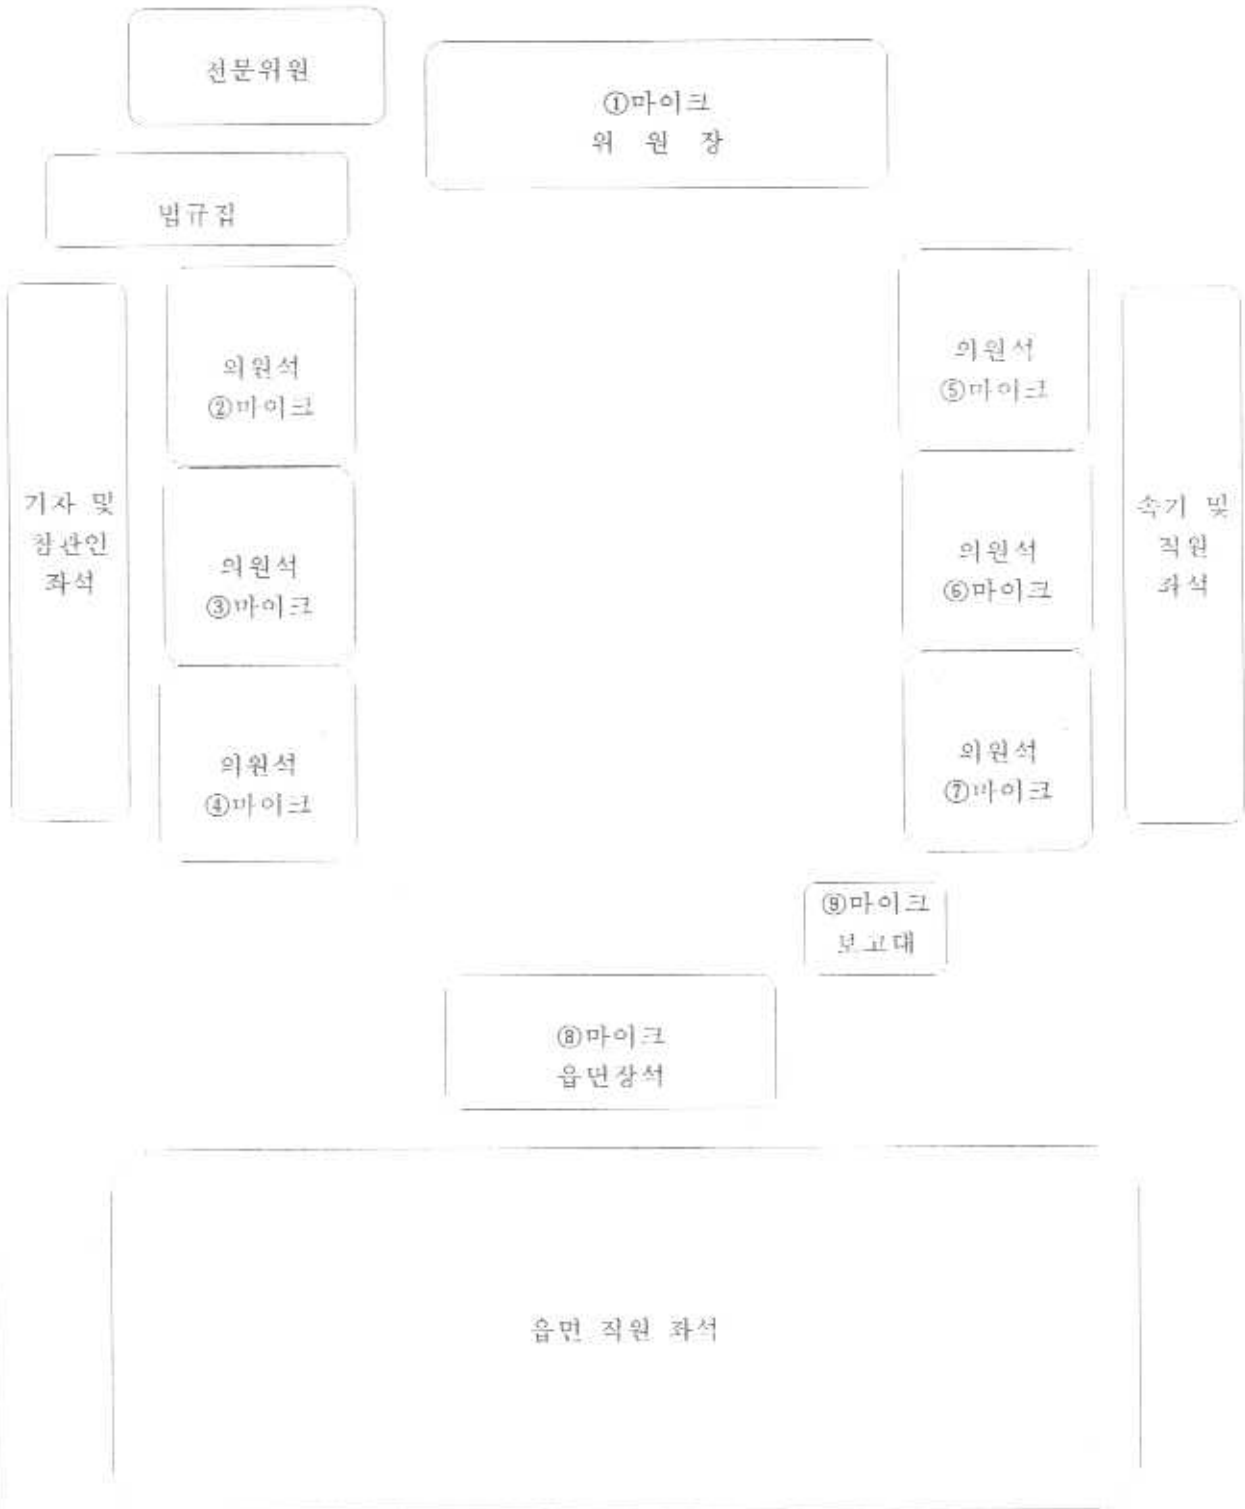 전문위원
①마이크
위 원 장
법규집
의원석
②마이크
의원석
⑤마이크
기자 및
참관인
좌석
의원석
③마이크
의원석
⑥마이크
속기 및
직원
좌석
의원석
④마이크
의원석
⑦마이크
⑨마이크
보고대
⑧마이크
읍면장석
읍면 직원 좌석